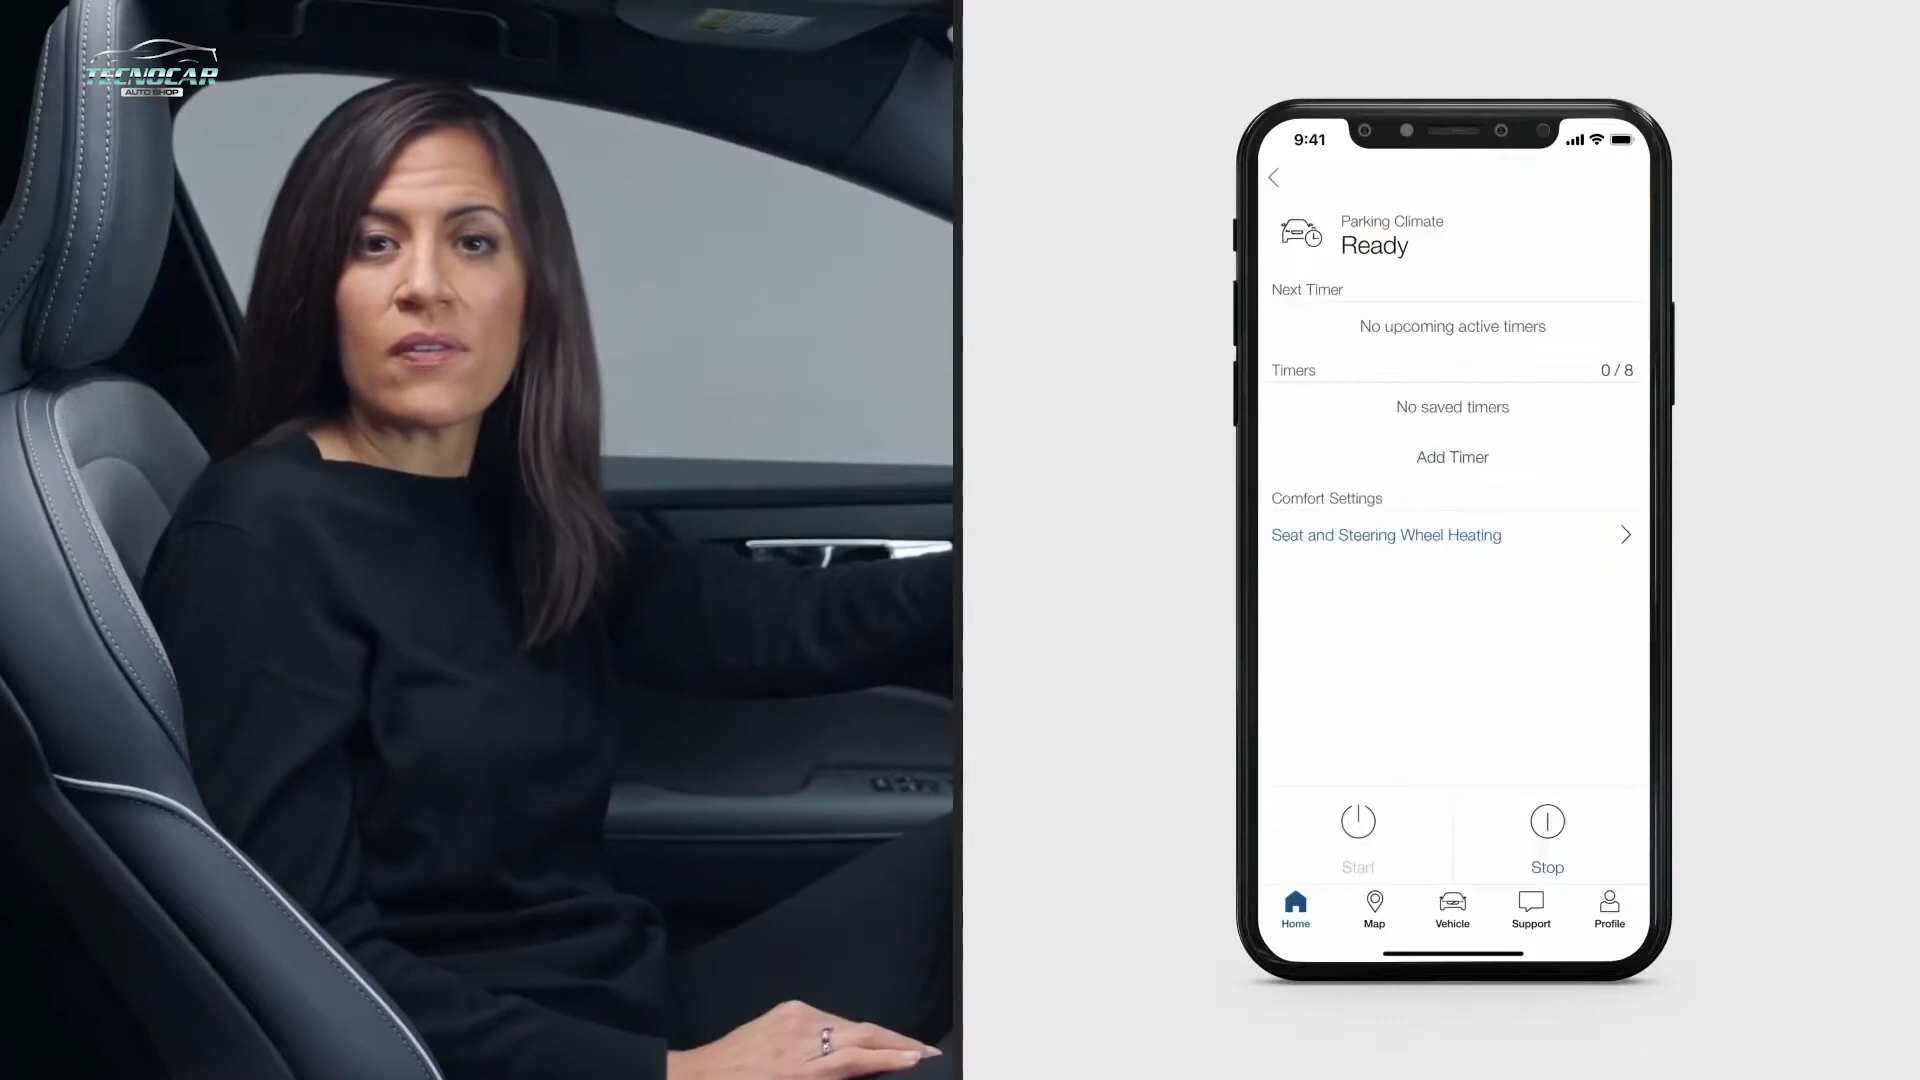 TECNOCAR
AUTO SHOP
9:41
Parking Climate
Ready
Next Timer
No upcoming active timers
Timers 0 / 8
No saved timers
Add Timer
Comfort Settings
Seat and Steering Wheel Heating
Start Stop
Home Map Vehicle Support Profile